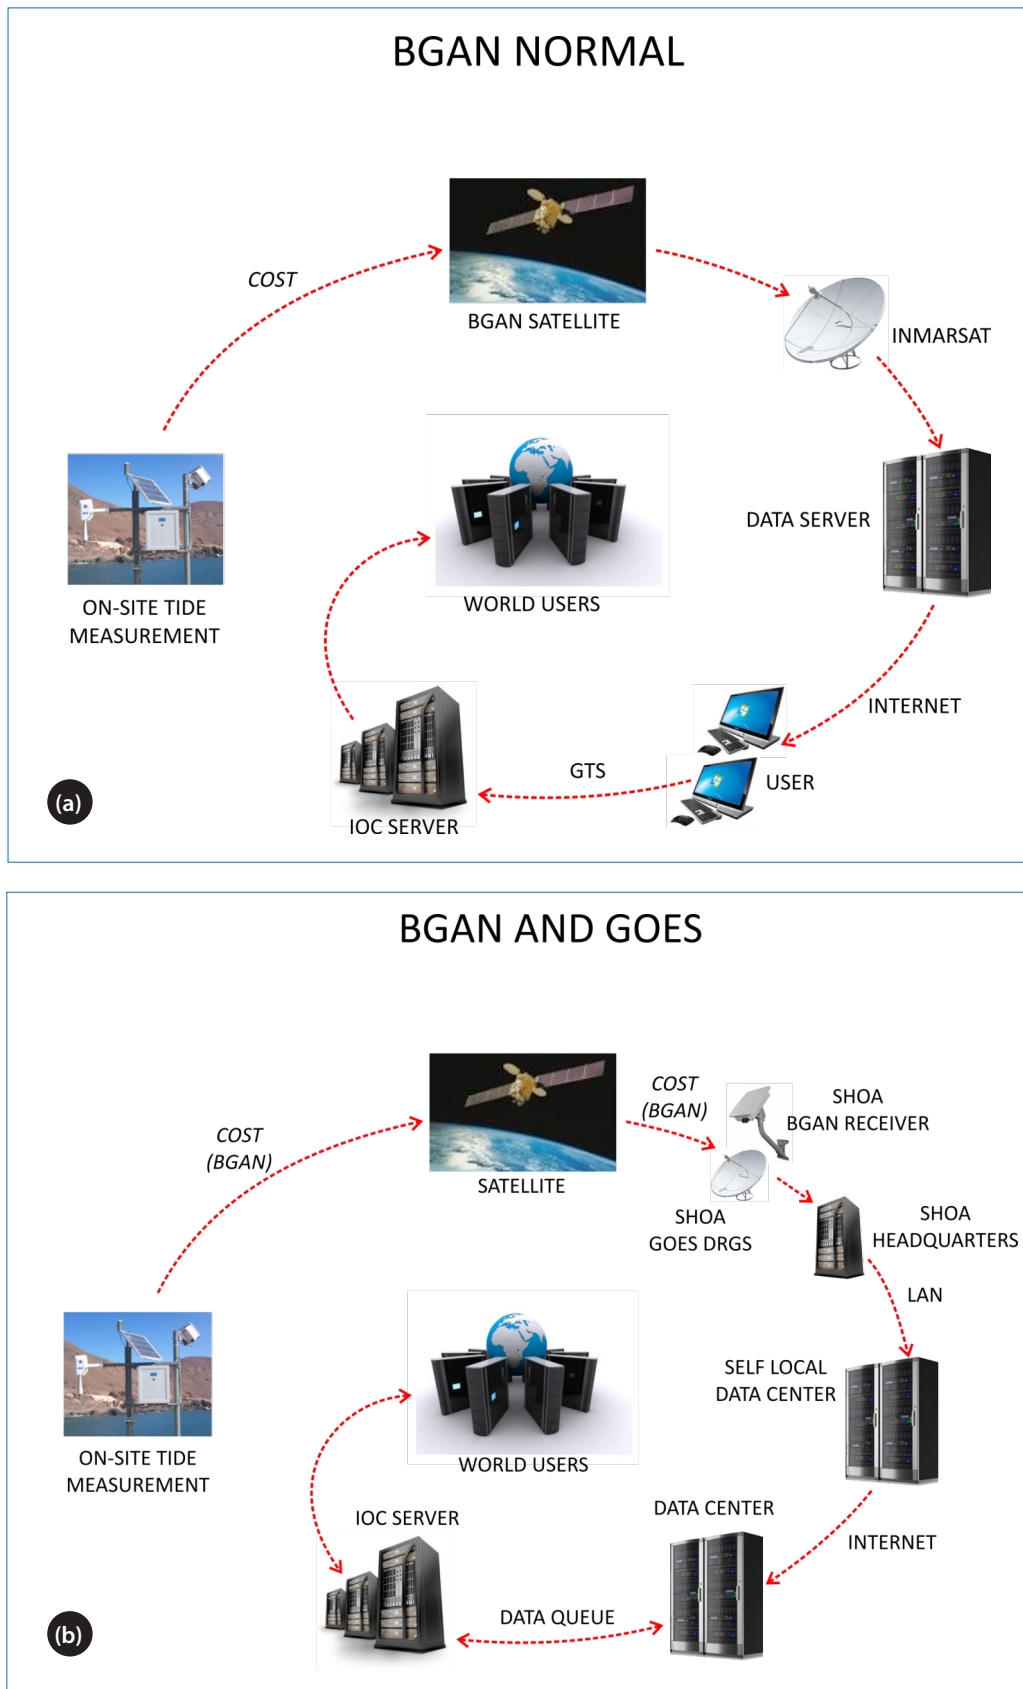 BGAN NORMAL
COST
BGAN SATELLITE
INMARSAT
DATA SERVER
ON-SITE TIDE
MEASUREMENT
WORLD USERS
INTERNET
GTS
USER
IOC SERVER
(a)
BGAN AND GOES
COST
(BGAN)
COST
(BGAN)
SHOA
BGAN RECEIVER
SATELLITE
SHOA
GOES DRGS
SHOA
HEADQUARTERS
LAN
SELF LOCAL
DATA CENTER
ON-SITE TIDE
MEASUREMENT
WORLD USERS
IOC SERVER
DATA CENTER
INTERNET
DATA QUEUE
(b)